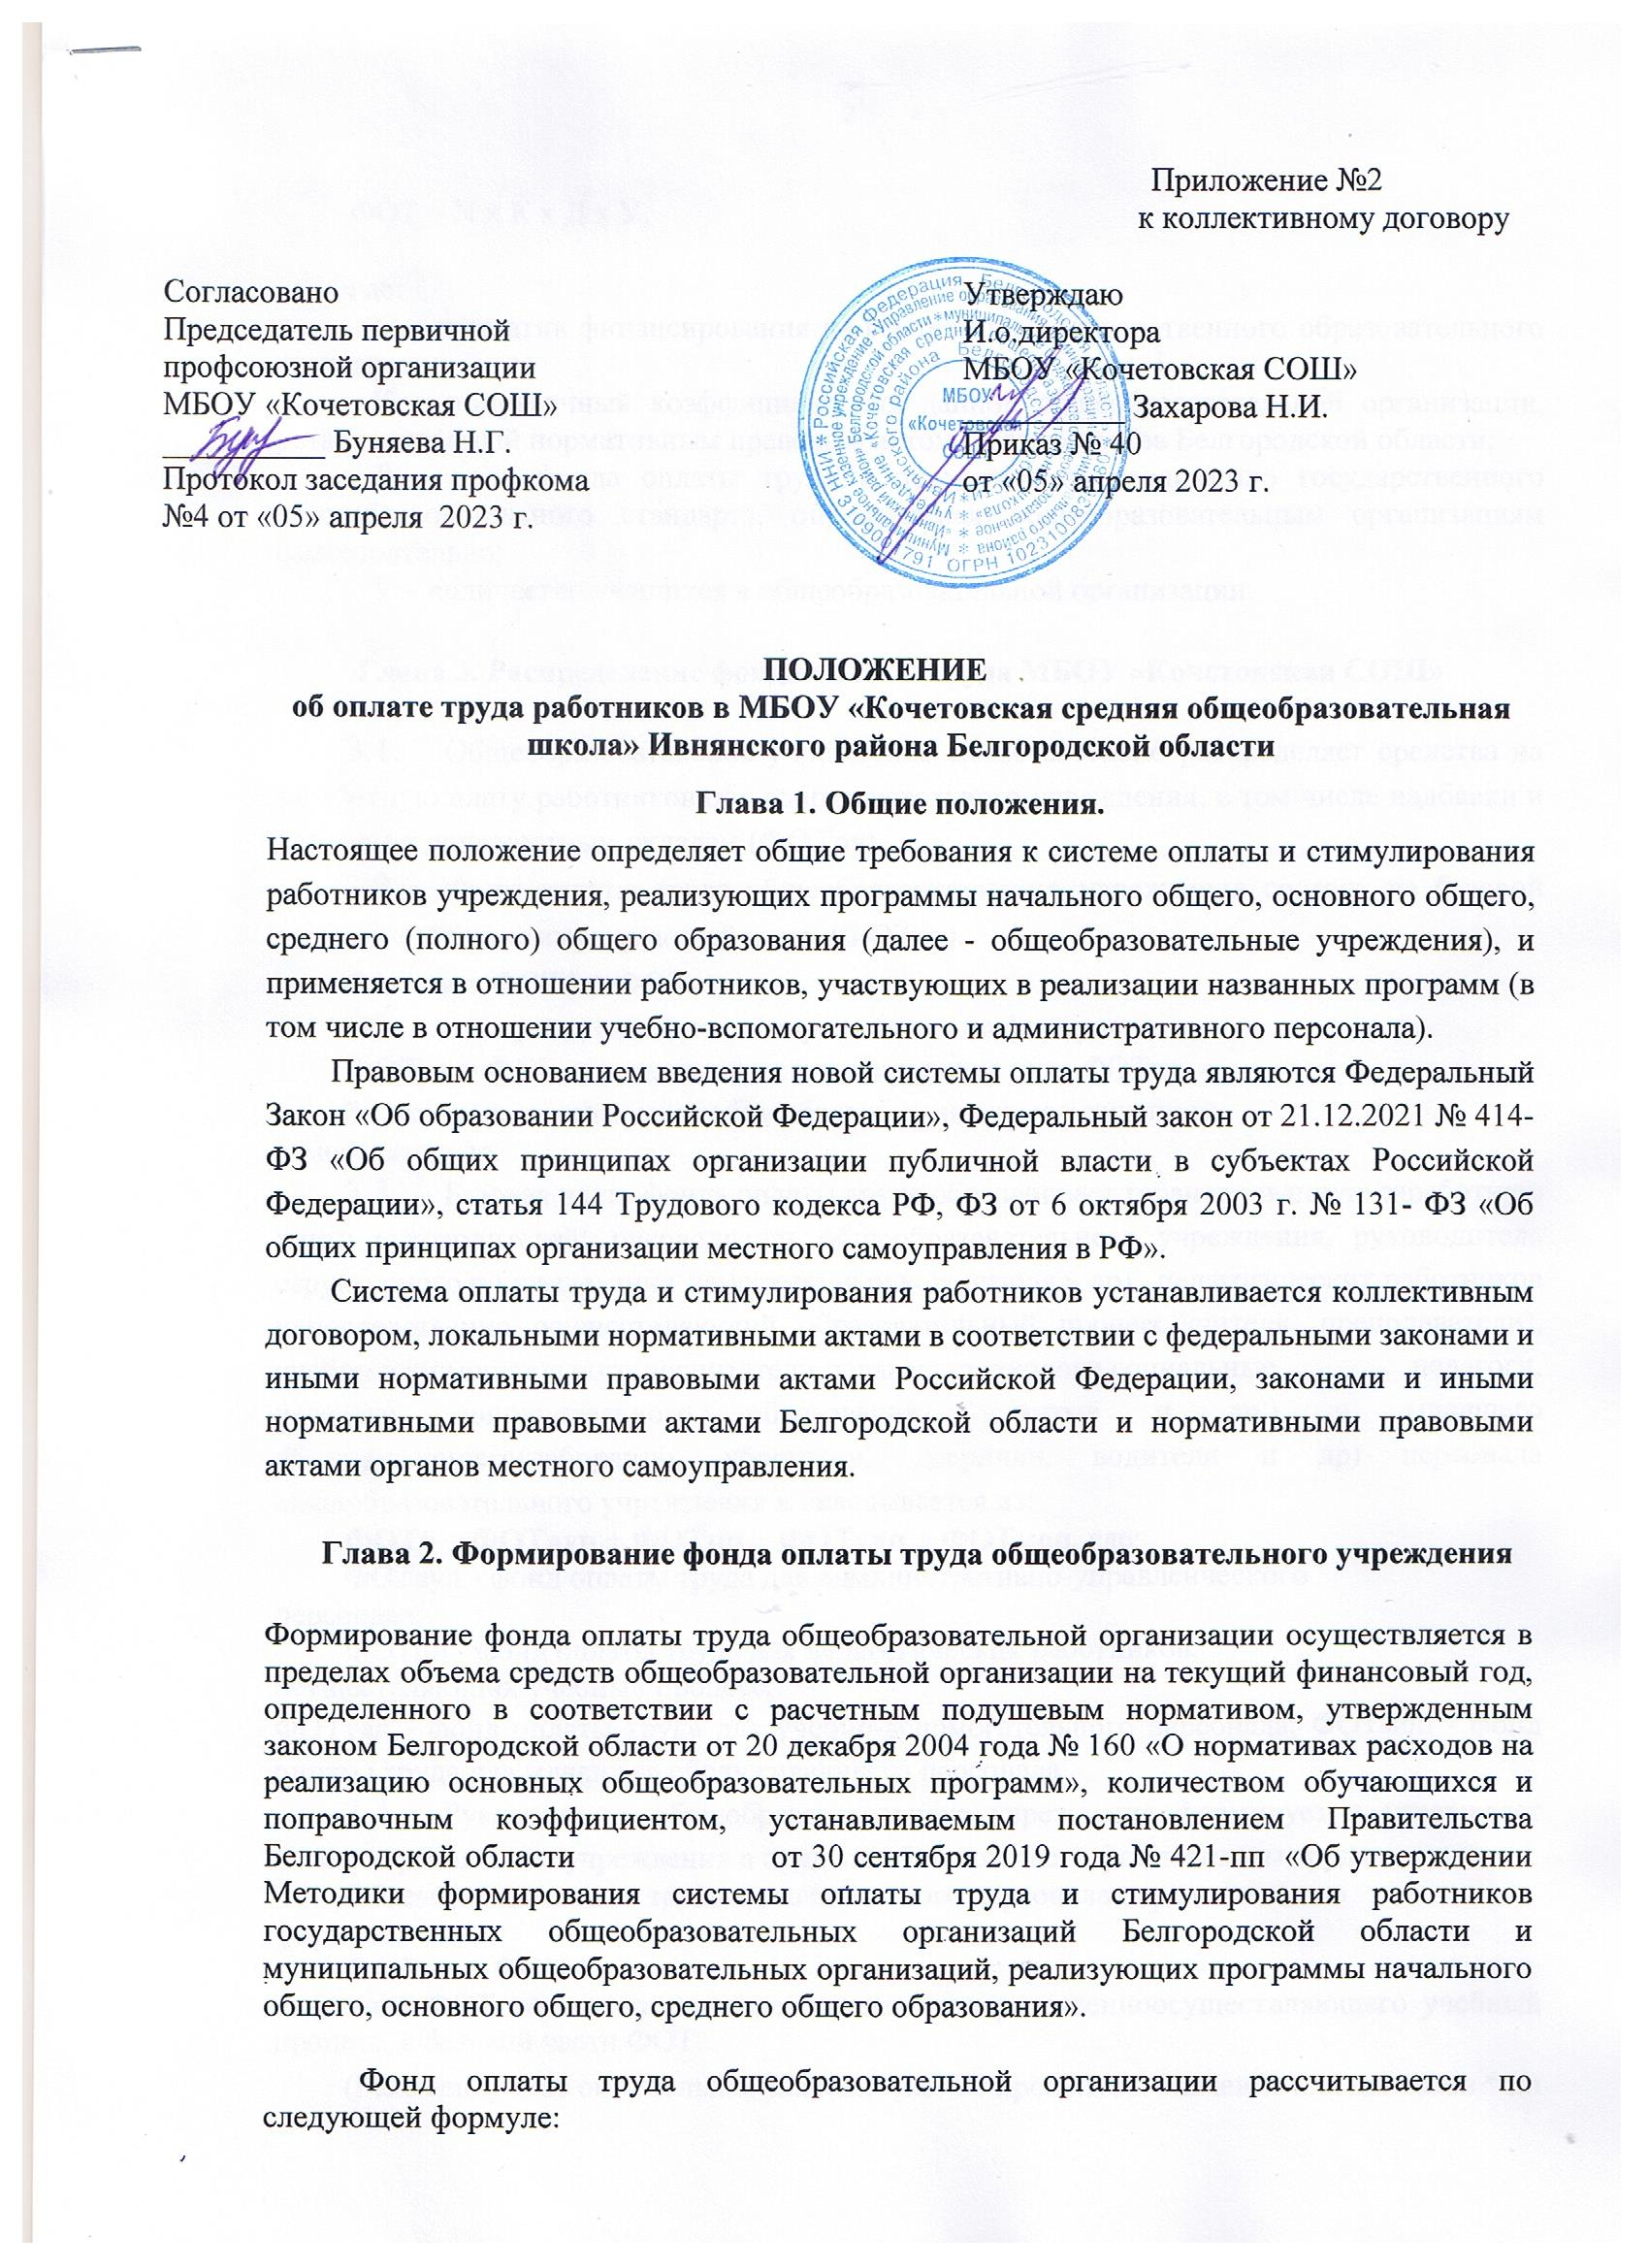 Приложение №2
к коллективному договору
Согласовано
Председатель первичной
профсоюзной организации
МБОУ «Кочетовская СОШ»
__________ Буняева Н.Г.
Протокол заседания профкома
№4 от «05» апреля 2023 г.
Утверждаю
И.о.директора
МБОУ «Кочетовская СОШ»
Захарова Н.И.
Приказ № 40
от «05» апреля 2023 г.
МБОУ
«Кочетовская
СОШ»
ПОЛОЖЕНИЕ
об оплате труда работников в МБОУ «Кочетовская средняя общеобразовательная
школа» Ивнянского района Белгородской области
Глава 1. Общие положения.
Настоящее положение определяет общие требования к системе оплаты и стимулирования
работников учреждения, реализующих программы начального общего, основного общего,
среднего (полного) общего образования (далее - общеобразовательные учреждения), и
применяется в отношении работников, участвующих в реализации названных программ (в
том числе в отношении учебно-вспомогательного и административного персонала).
Правовым основанием введения новой системы оплаты труда являются Федеральный
Закон «Об образовании Российской Федерации», Федеральный закон от 21.12.2021 № 414-
ФЗ «Об общих принципах организации публичной власти в субъектах Российской
Федерации», статья 144 Трудового кодекса РФ, ФЗ от 6 октября 2003 г. № 131- ФЗ «Об
общих принципах организации местного самоуправления в РФ».
Система оплаты труда и стимулирования работников устанавливается коллективным
договором, локальными нормативными актами в соответствии с федеральными законами и
иными нормативными правовыми актами Российской Федерации, законами и иными
нормативными правовыми актами Белгородской области и нормативными правовыми
актами органов местного самоуправления.
Глава 2. Формирование фонда оплаты труда общеобразовательного учреждения
Формирование фонда оплаты труда общеобразовательной организации осуществляется в
пределах объема средств общеобразовательной организации на текущий финансовый год,
определенного в соответствии с расчетным подушевым нормативом, утвержденным
законом Белгородской области от 20 декабря 2004 года № 160 «О нормативах расходов на
реализацию основных общеобразовательных программ», количеством обучающихся и
поправочным коэффициентом, устанавливаемым постановлением Правительства
Белгородской области от 30 сентября 2019 года № 421-пп «Об утверждении
Методики формирования системы оплаты труда и стимулирования работников
государственных общеобразовательных организаций Белгородской области и
муниципальных общеобразовательных организаций, реализующих программы начального
общего, основного общего, среднего общего образования».
Фонд оплаты труда общеобразовательной организации рассчитывается по
следующей формуле: